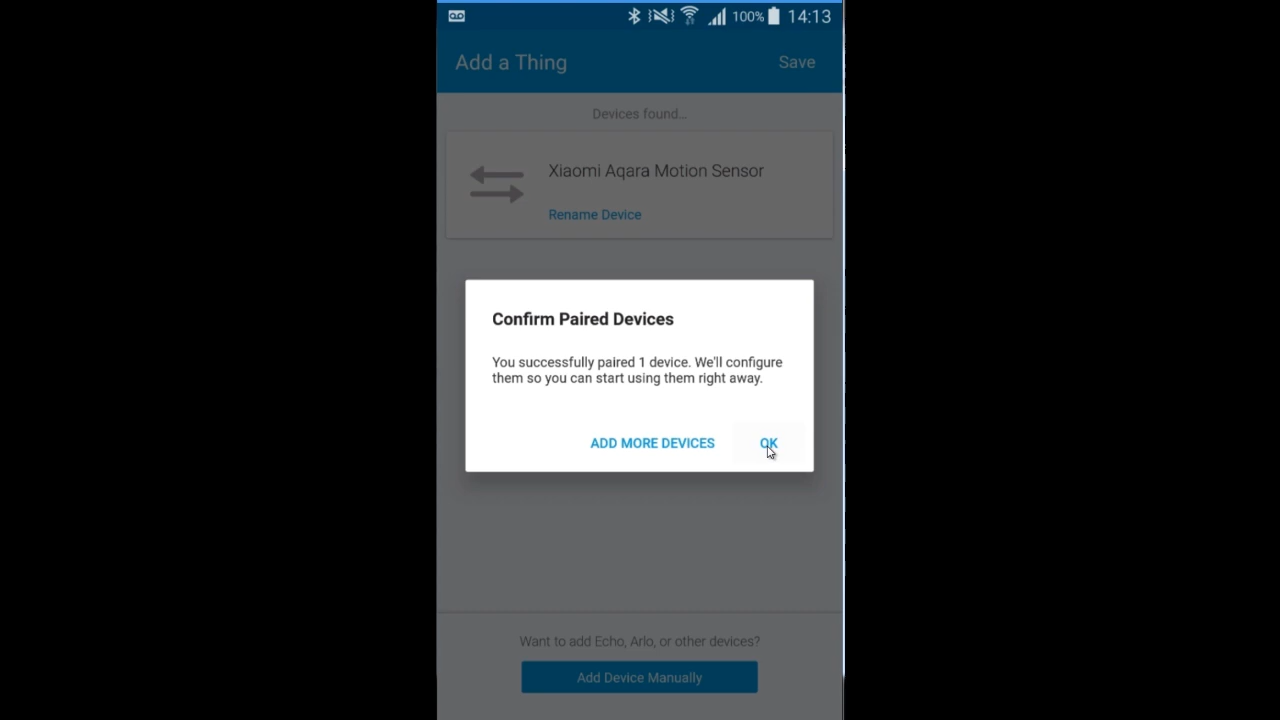 100% 14:13
Add a Thing Save
Devices found...
Xiaomi Aqara Motion Sensor
Rename Device
Confirm Paired Devices
You successfully paired 1 device. We'll configure
them so you can start using them right away.
ADD MORE DEVICES OK
Want to add Echo, Arlo, or other devices?
Add Device Manually